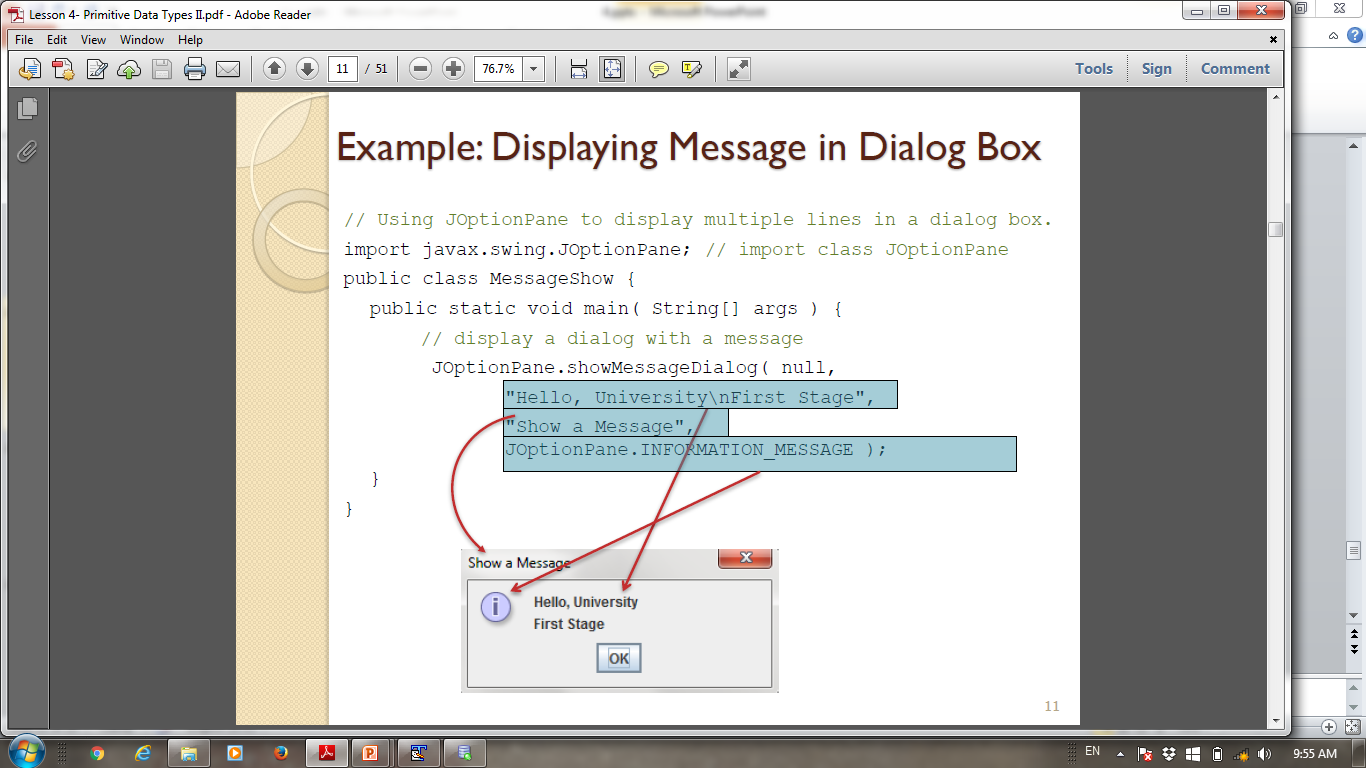 Lesson 4- Primitive Data Types II.pdf - Adobe Reader
File Edit View Window Help
11 / 51 76.7% Tools Sign Comment
Example: Displaying Message in Dialog Box
// Using JOptionPane to display multiple lines in a dialog box.
import javax.swing.JOptionPane; // import class JOptionPane
public class MessageShow {
public static void main( String[] args ) {
// display a dialog with a message
JOptionPane.showMessageDialog( null,
"Hello, University\nFirst Stage",
"Show a Message",
JOptionPane.INFORMATION_MESSAGE );
}
}
Show a Message
Hello, University
First Stage
OK
11
EN 9:55 AM